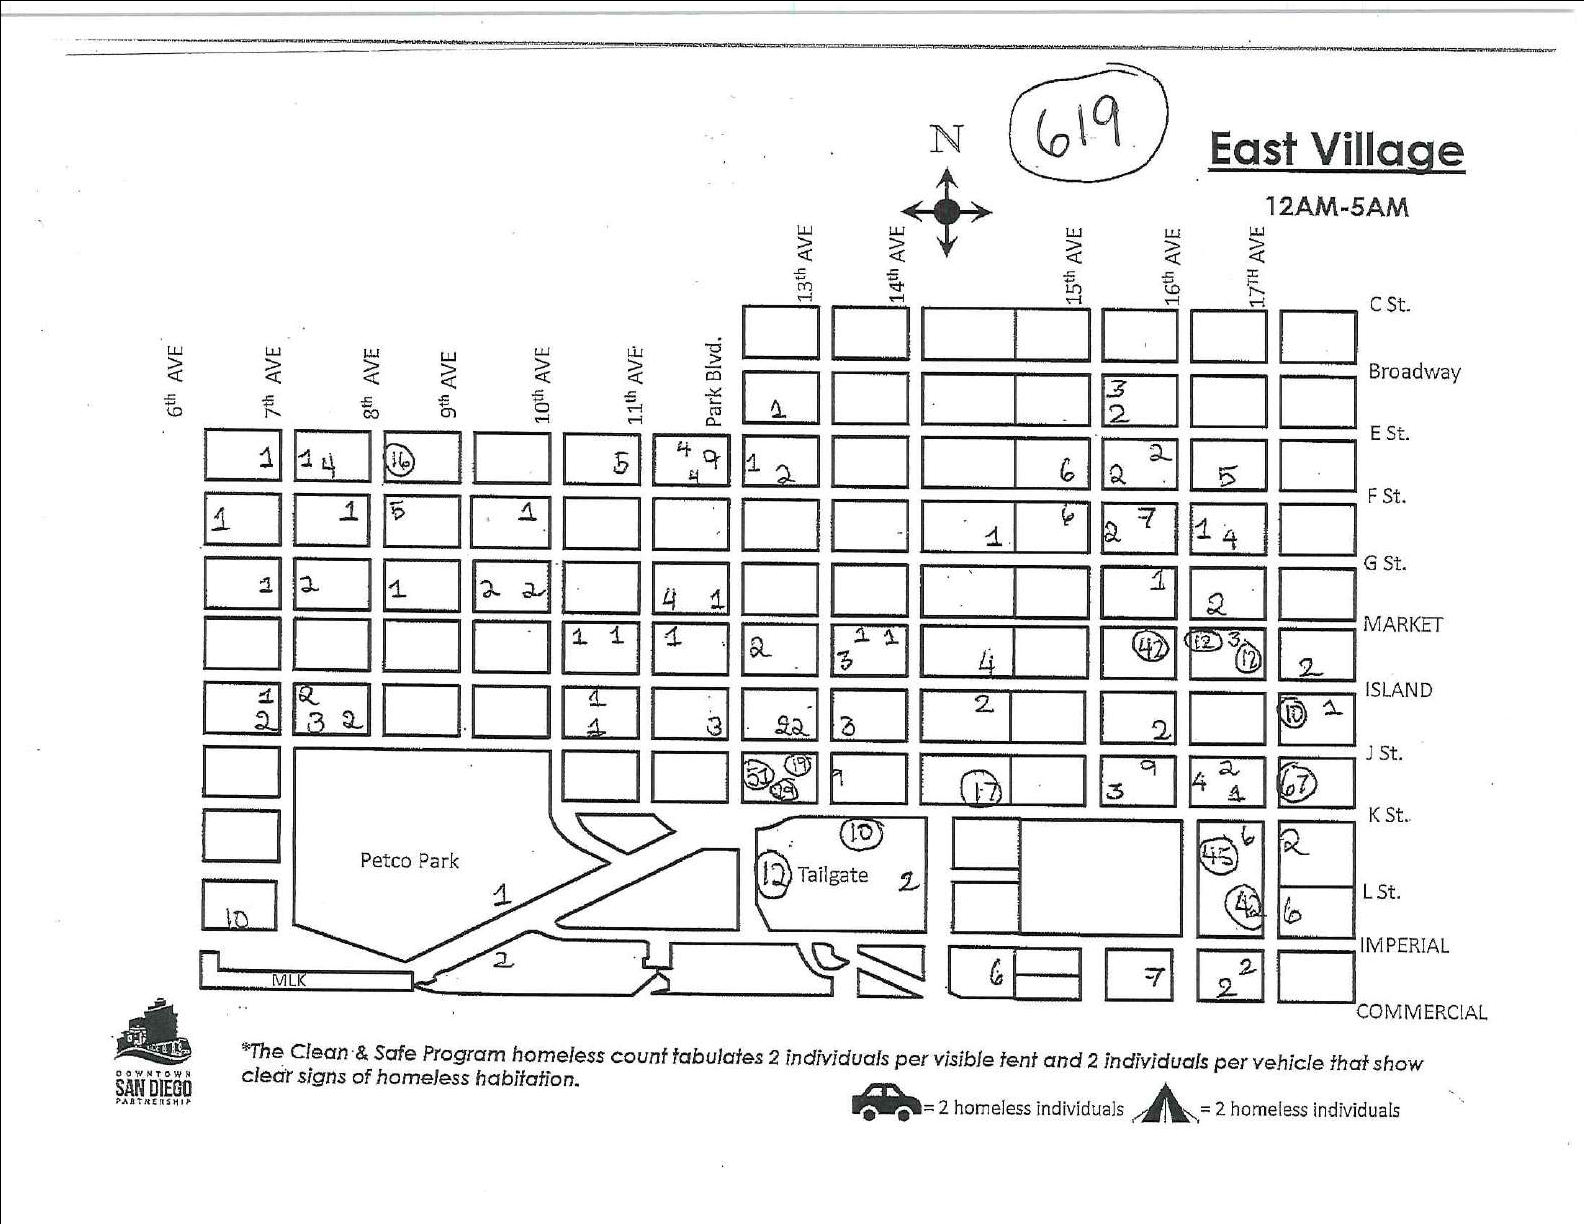 619
N
East Village
12AM-5AM
13th AVE
14th AVE
15th AVE
16th AVE
17TH AVE
C St.
6th AVE
7th AVE
8th AVE
9th AVE
10th AVE
11th AVE
Park Blvd.
Broadway
1 3
2
E St.
1 1 4 16 5 4 9 4 1 2 6 2 2 5
F St.
1 1 5 1 1 6 2 7 1 4
G St.
1 2 1 2 2 4 1 1 2
MARKET
1 1 1 2 1 1 3 4 42 12 3 12 2
ISLAND
1 2 2 3 2 1 1 3 22 3 2 2 10 1
J St.
19 17 3 9 4 2 1 67
K St.
10 45 6 2
Petco Park 1
12 Tailgate 2
L St.
10 42 6
IMPERIAL
2 6 7 2 2
MLK
COMMERCIAL
*The Clean & Safe Program homeless count tabulates 2 individuals per visible tent and 2 individuals per vehicle that show
clear signs of homeless habitation.
DOWNTOWN
SAN DIEGO
PARTNERSHIP
= 2 homeless individuals
= 2 homeless individuals